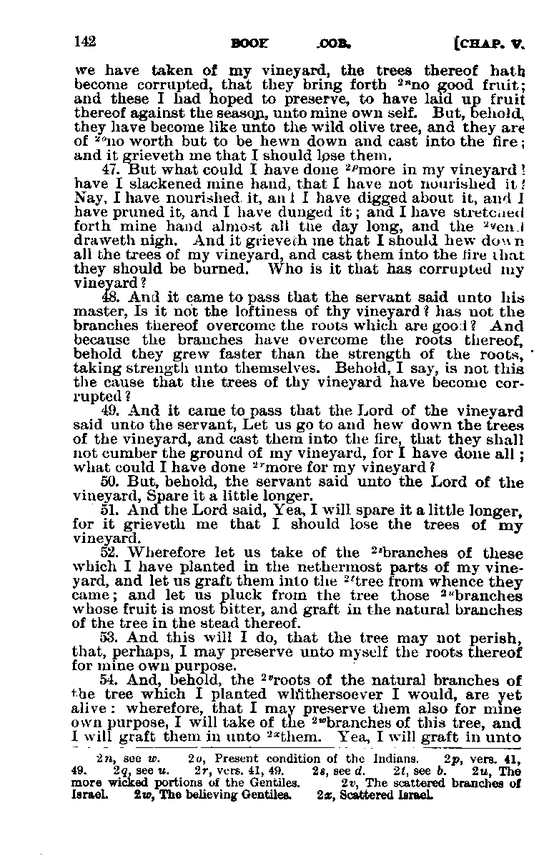 142 BOOK OB. [CHAP. V.
we have taken of my vineyard, the trees thereof hath
become corrupted, that they bring forth ²ⁿno good fruit;
and these I had hoped to preserve, to have laid up fruit
thereof against the season, unto mine own self. But, behold,
they have become like unto the wild olive tree, and they are
of ²ᵒno worth but to be hewn down and cast into the fire;
and it grieveth me that I should lose them.
47. But what could I have done ²ᵖmore in my vineyard?
have I slackened mine hand, that I have not nourished it?
Nay, I have nourished it, and I have digged about it, and I
have pruned it, and I have dunged it; and I have stretched
forth mine hand almost all the day long, and the ²qend
draweth nigh. And it grieveth me that I should hew down
all the trees of my vineyard, and cast them into the fire that
they should be burned. Who is it that has corrupted my
vineyard?
48. And it came to pass that the servant said unto his
master, Is it not the loftiness of thy vineyard? has not the
branches thereof overcome the roots which are good? And
because the branches have overcome the roots thereof,
behold they grew faster than the strength of the roots,
taking strength unto themselves. Behold, I say, is not this
the cause that the trees of thy vineyard have become cor-
rupted?
49. And it came to pass that the Lord of the vineyard
said unto the servant, Let us go to and hew down the trees
of the vineyard, and cast them into the fire, that they shall
not cumber the ground of my vineyard, for I have done all;
what could I have done ²ʳmore for my vineyard?
50. But, behold, the servant said unto the Lord of the
vineyard, Spare it a little longer.
51. And the Lord said, Yea, I will spare it a little longer,
for it grieveth me that I should lose the trees of my
vineyard.
52. Wherefore let us take of the ²ˢbranches of these
which I have planted in the nethermost parts of my vine-
yard, and let us graft them into the ²ᵗtree from whence they
came; and let us pluck from the tree those ²ᵘbranches
whose fruit is most bitter, and graft in the natural branches
of the tree in the stead thereof.
53. And this will I do, that the tree may not perish,
that, perhaps, I may preserve unto myself the roots thereof
for mine own purpose.
54. And, behold, the ²ᵛroots of the natural branches of
the tree which I planted whithersoever I would, are yet
alive: wherefore, that I may preserve them also for mine
own purpose, I will take of the ²ʷbranches of this tree, and
I will graft them in unto ²ˣthem. Yea, I will graft in unto
2n, see w. 2o, Present condition of the Indians. 2p, vers. 41,
49. 2q, see u. 2r, vers. 41, 49. 2s, see d. 2t, see b. 2u, The
more wicked portions of the Gentiles. 2v, The scattered branches of
Israel. 2w, The believing Gentiles. 2x, Scattered Israel.